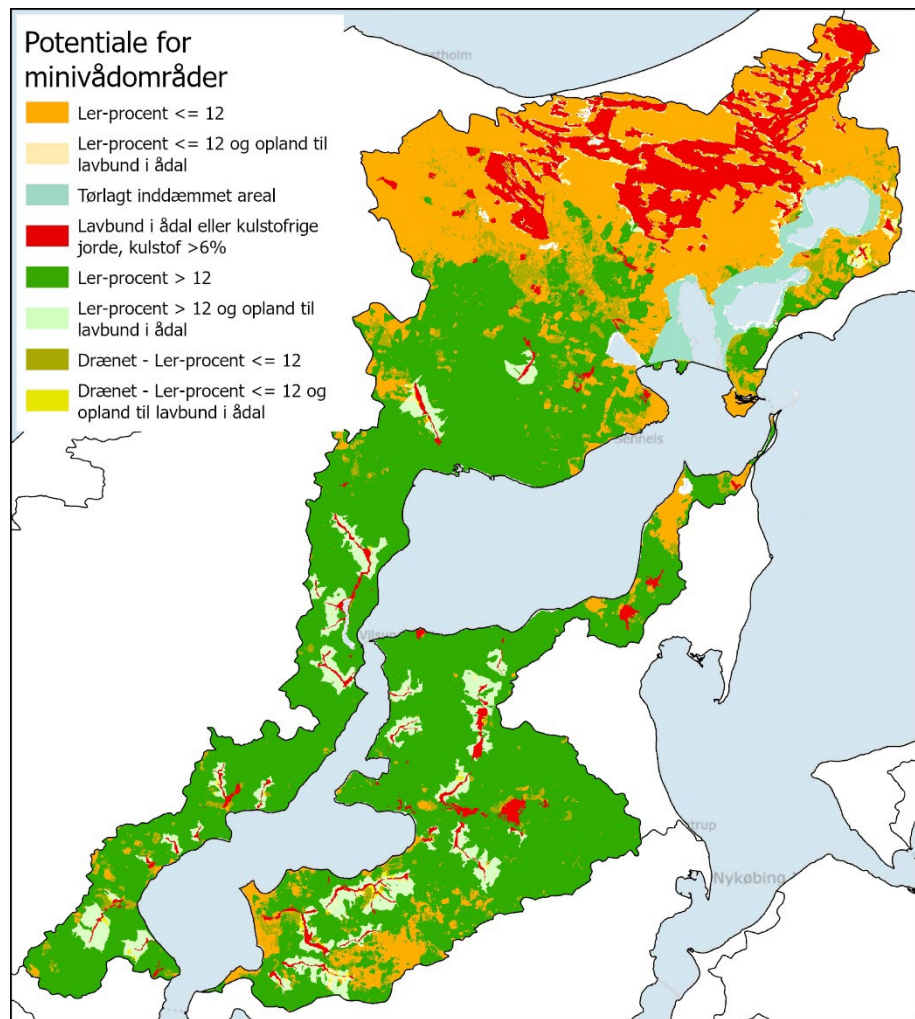 Potentiale for
minivådområder
Ler-procent <= 12
Ler-procent <= 12 og opland til
lavbund i ådal
Tørlagt inddæmmet areal
Lavbund i ådal eller kulstofrige
jorde, kulstof >6%
Ler-procent > 12
Ler-procent > 12 og opland til
lavbund i ådal
Drænet - Ler-procent <= 12
Drænet - Ler-procent <= 12 og
opland til lavbund i ådal
Sennels
Nykøbing